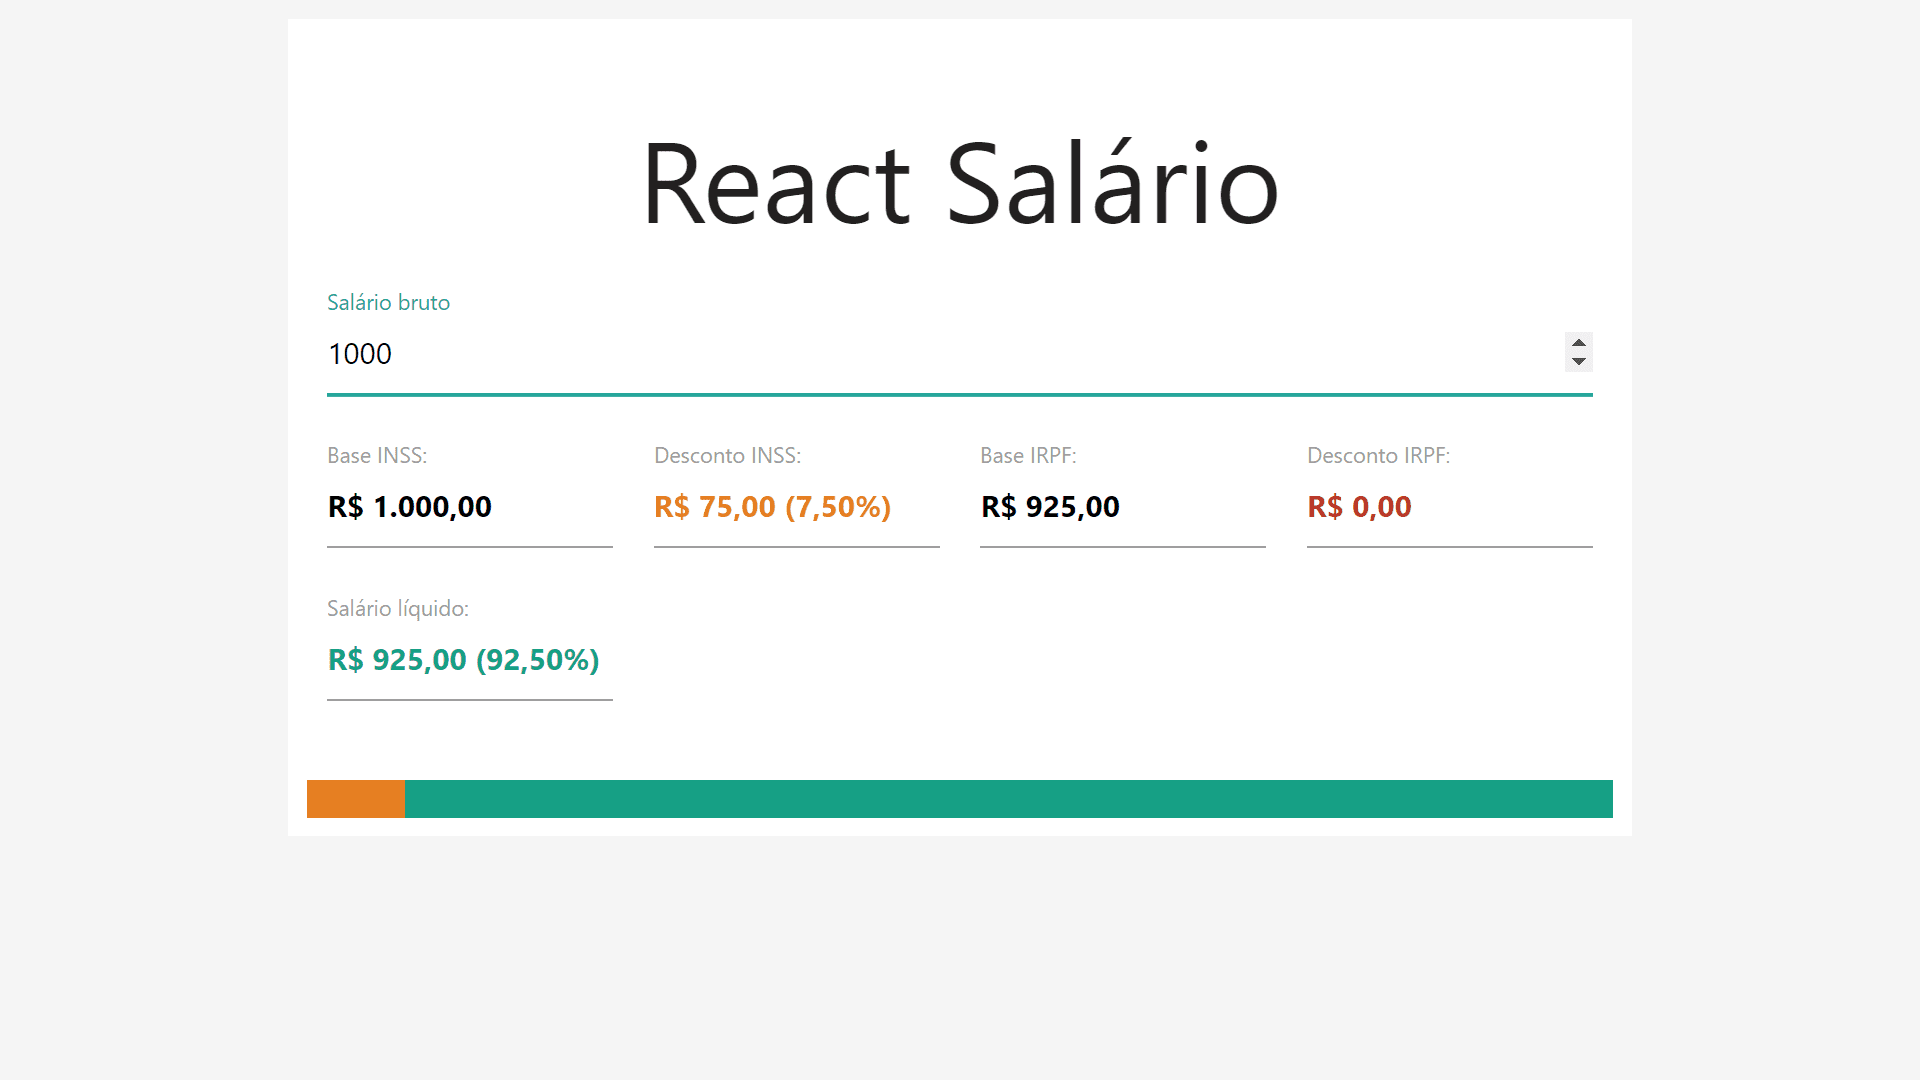 React Salário
Salário bruto
1000
Base INSS: Desconto INSS: Base IRPF: Desconto IRPF:
R$ 1.000,00 R$ 75,00 (7,50%) R$ 925,00 R$ 0,00
Salário líquido:
R$ 925,00 (92,50%)